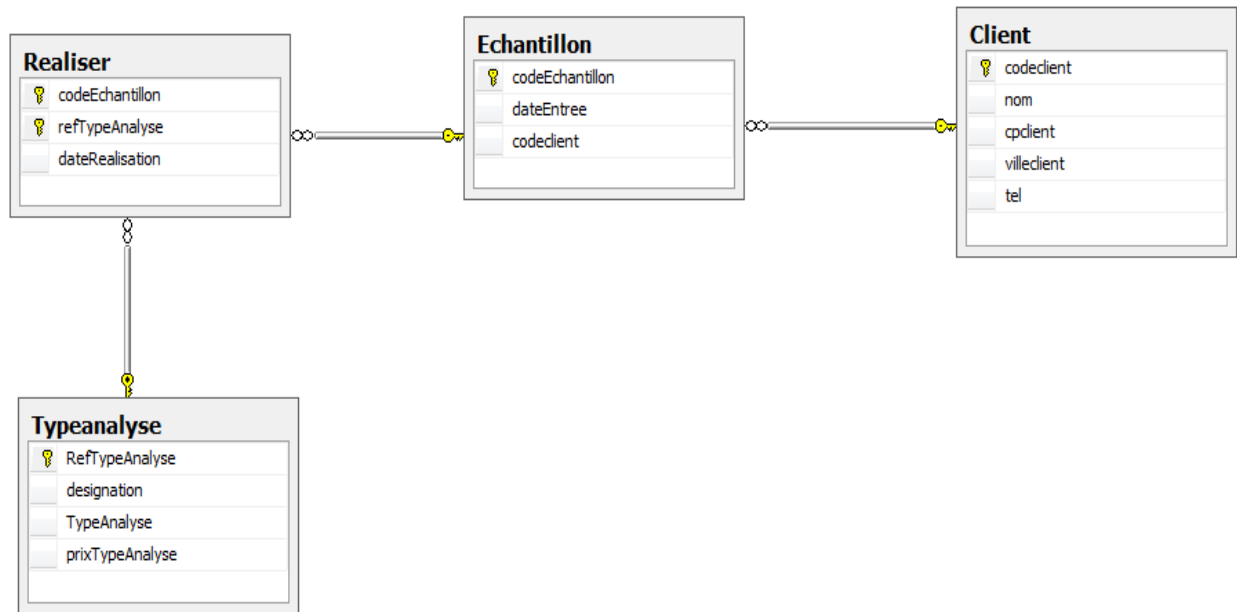 Realiser
codeEchantillon
refTypeAnalyse
dateRealisation
Echantillon
codeEchantillon
dateEntree
codeclient
Client
codeclient
nom
cpclient
villeclient
tel
Typeanalyse
RefTypeAnalyse
designation
TypeAnalyse
prixTypeAnalyse